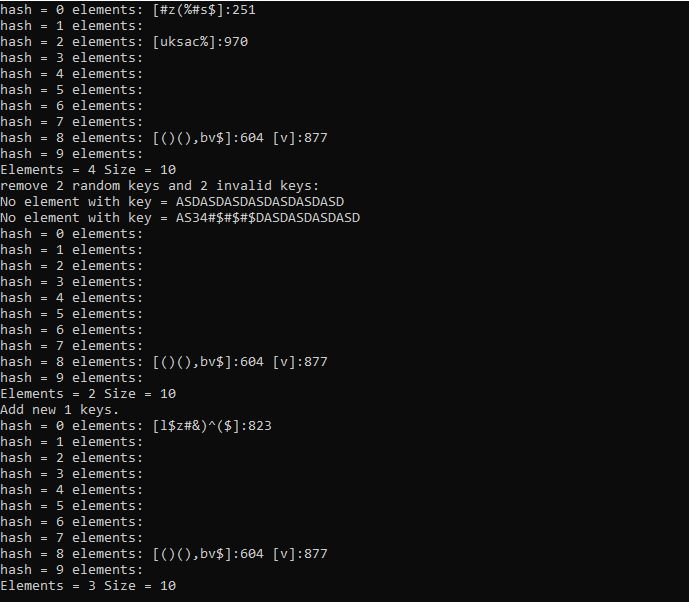 hash = 0 elements: [#z(%#s$]:251
hash = 1 elements:
hash = 2 elements: [uksac%]:970
hash = 3 elements:
hash = 4 elements:
hash = 5 elements:
hash = 6 elements:
hash = 7 elements:
hash = 8 elements: [()(),bv$]:604 [v]:877
hash = 9 elements:
Elements = 4 Size = 10
remove 2 random keys and 2 invalid keys:
No element with key = ASDASDASDASDASDASDASD
No element with key = AS34#$#$#$DASDASDASDASD
hash = 0 elements:
hash = 1 elements:
hash = 2 elements:
hash = 3 elements:
hash = 4 elements:
hash = 5 elements:
hash = 6 elements:
hash = 7 elements:
hash = 8 elements: [()(),bv$]:604 [v]:877
hash = 9 elements:
Elements = 2 Size = 10
Add new 1 keys.
hash = 0 elements: [l$z#&)^($]:823
hash = 1 elements:
hash = 2 elements:
hash = 3 elements:
hash = 4 elements:
hash = 5 elements:
hash = 6 elements:
hash = 7 elements:
hash = 8 elements: [()(),bv$]:604 [v]:877
hash = 9 elements:
Elements = 3 Size = 10